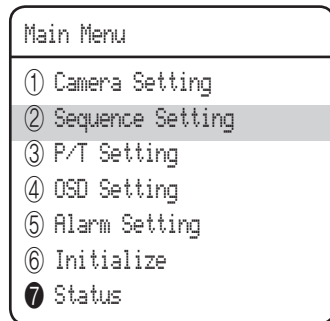 Main Menu
① Camera Setting
② Sequence Setting
③ P/T Setting
④ OSD Setting
⑤ Alarm Setting
⑥ Initialize
❼ Status